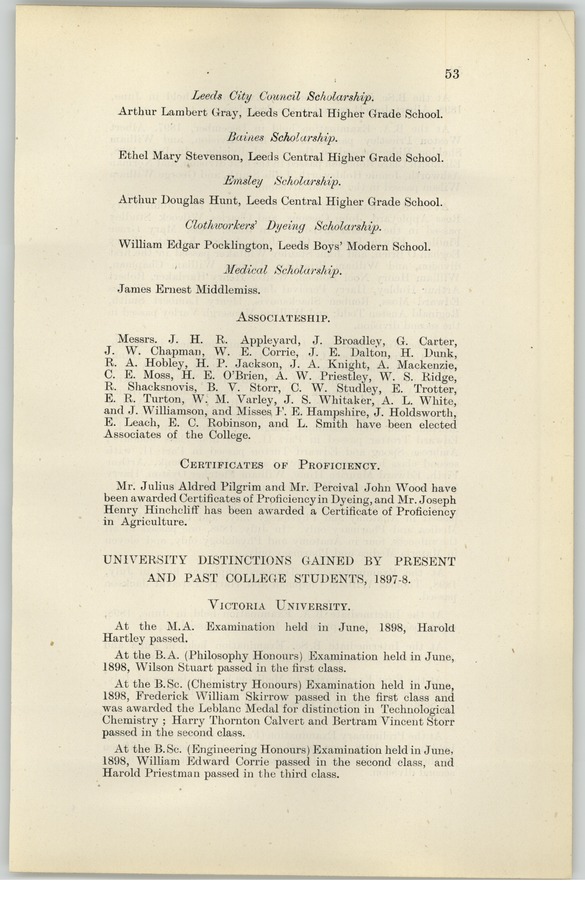 53
Leeds City Council Scholarship.
Arthur Lambert Gray, Leeds Central Higher Grade School.
Baines Scholarship.
Ethel Mary Stevenson, Leeds Central Higher Grade School.
Emsley Scholarship.
Arthur Douglas Hunt, Leeds Central Higher Grade School.
Clothworkers' Dyeing Scholarship.
William Edgar Pocklington, Leeds Boys' Modern School.
Medical Scholarship.
James Ernest Middlemiss.
ASSOCIATESHIP.
Messrs. J. H. R. Appleyard, J. Broadley, G. Carter,
J. W. Chapman, W. E. Corrie, J. E. Dalton, H. Dunk,
R. A. Hobley, H. P. Jackson, J. A. Knight, A. Mackenzie,
C. E. Moss, H. E. O'Brien, A. W. Priestley, W. S. Ridge,
R. Shacksnovis, B. V. Storr, C. W. Studley, E. Trotter,
E. R. Turton, W. M. Varley, J. S. Whitaker, A. L. White,
and J. Williamson, and Misses F. E. Hampshire, J. Holdsworth,
E. Leach, E. C. Robinson, and L. Smith have been elected
Associates of the College.
CERTIFICATES OF PROFICIENCY.
Mr. Julius Aldred Pilgrim and Mr. Percival John Wood have
been awarded Certificates of Proficiency in Dyeing, and Mr. Joseph
Henry Hinchcliff has been awarded a Certificate of Proficiency
in Agriculture.
UNIVERSITY DISTINCTIONS GAINED BY PRESENT
AND PAST COLLEGE STUDENTS, 1897-8.
VICTORIA UNIVERSITY.
At the M.A. Examination held in June, 1898, Harold
Hartley passed.
At the B.A. (Philosophy Honours) Examination held in June,
1898, Wilson Stuart passed in the first class.
At the B.Sc. (Chemistry Honours) Examination held in June,
1898, Frederick William Skirrow passed in the first class and
was awarded the Leblanc Medal for distinction in Technological
Chemistry ; Harry Thornton Calvert and Bertram Vincent Storr
passed in the second class.
At the B.Sc. (Engineering Honours) Examination held in June,
1898, William Edward Corrie passed in the second class, and
Harold Priestman passed in the third class.